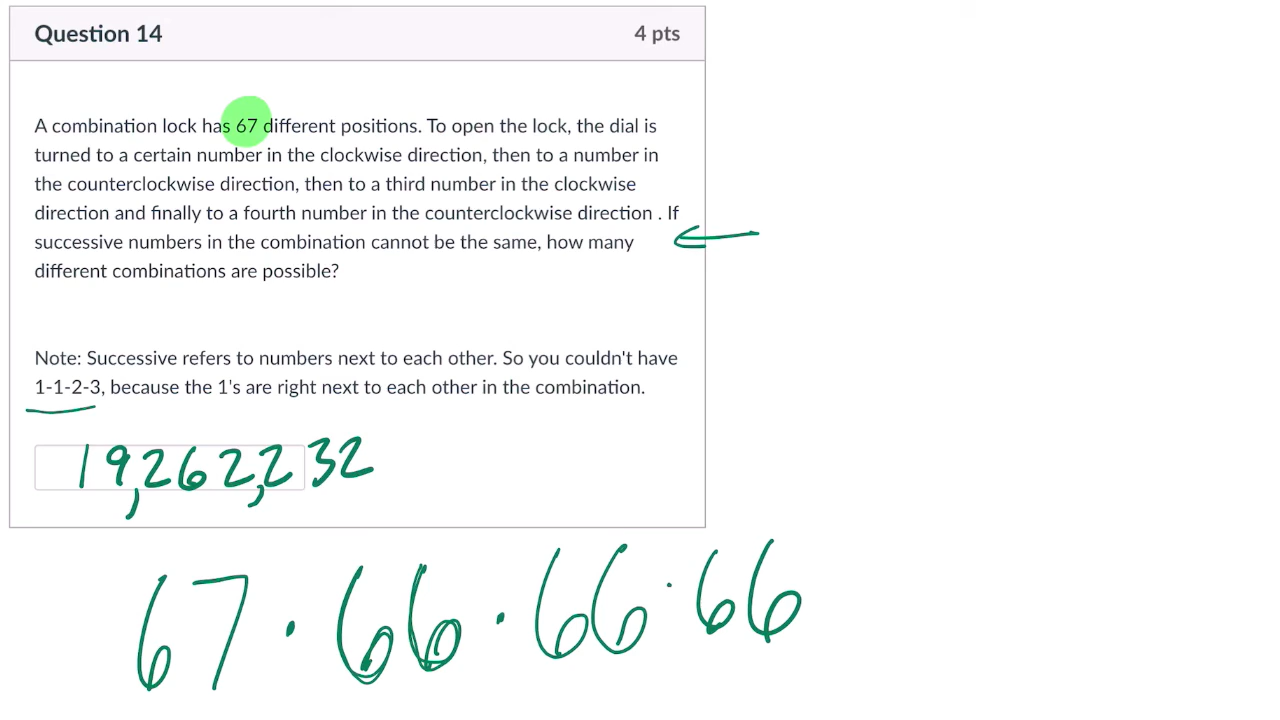 Question 14 4 pts
A combination lock has 67 different positions. To open the lock, the dial is
turned to a certain number in the clockwise direction, then to a number in
the counterclockwise direction, then to a third number in the clockwise
direction and finally to a fourth number in the counterclockwise direction . If
successive numbers in the combination cannot be the same, how many
different combinations are possible?
Note: Successive refers to numbers next to each other. So you couldn't have
1-1-2-3, because the 1's are right next to each other in the combination.
19,262,232
67 · 66 · 66 · 66